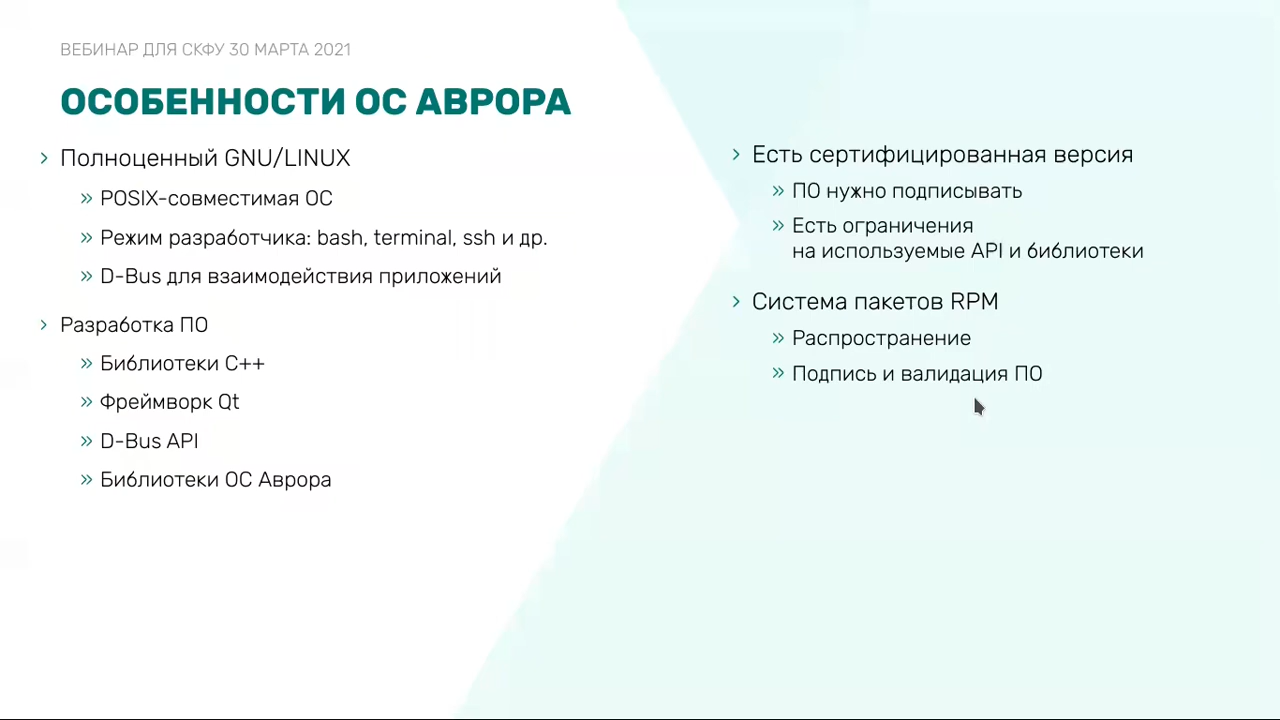 ВЕБИНАР ДЛЯ СКФУ 30 МАРТА 2021
ОСОБЕННОСТИ ОС АВРОРА
› Полноценный GNU/LINUX
» POSIX-совместимая ОС
» Режим разработчика: bash, terminal, ssh и др.
» D-Bus для взаимодействия приложений
› Разработка ПО
» Библиотеки C++
» Фреймворк Qt
» D-Bus API
» Библиотеки ОС Аврора
› Есть сертифицированная версия
» ПО нужно подписывать
» Есть ограничения
на используемые API и библиотеки
› Система пакетов RPM
» Распространение
» Подпись и валидация ПО